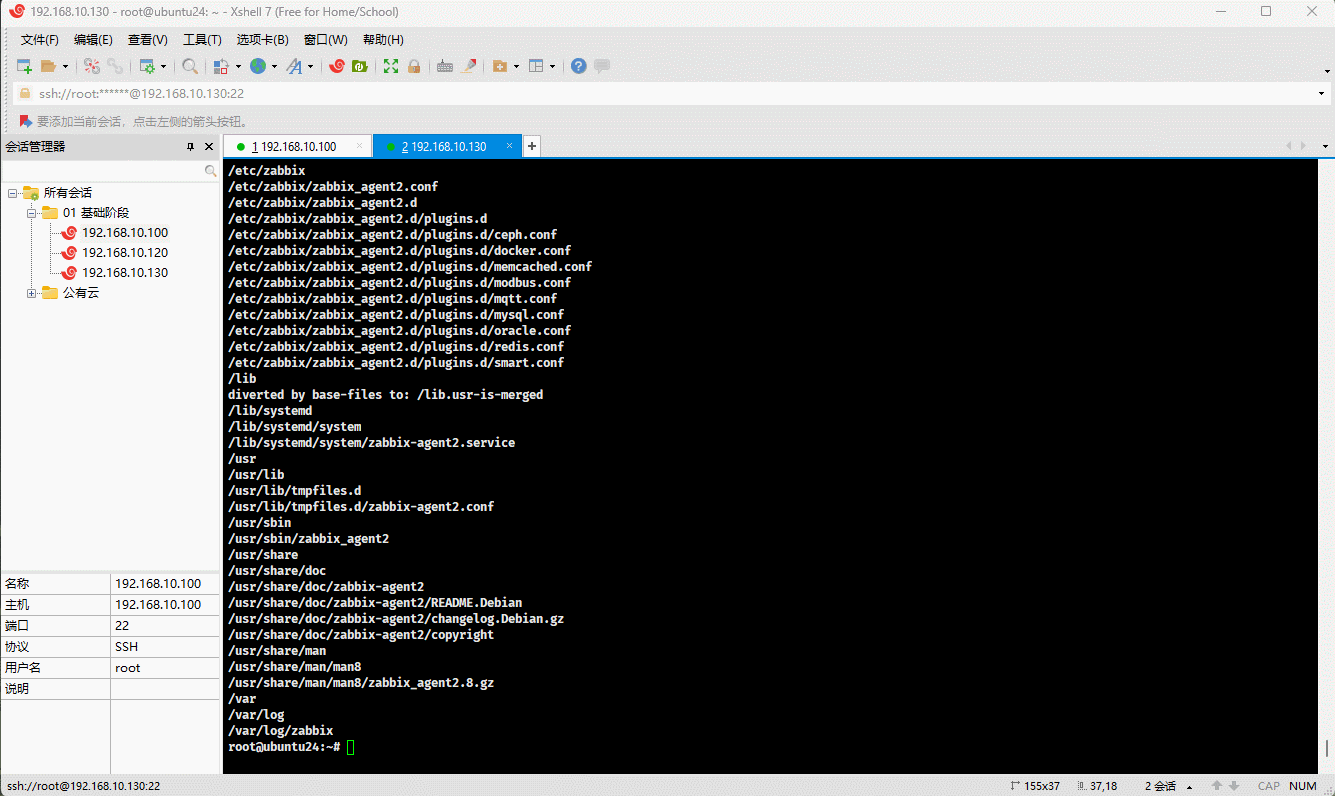 192.168.10.130 - root@ubuntu24: ~ - Xshell 7 (Free for Home/School)
文件(F) 编辑(E) 查看(V) 工具(T) 选项卡(B) 窗口(W) 帮助(H)
ssh://root:******@192.168.10.130:22
要添加当前会话，点击左侧的箭头按钮。
会话管理器
所有会话
01 基础阶段
192.168.10.100
192.168.10.120
192.168.10.130
公有云
名称 192.168.10.100
主机 192.168.10.100
端口 22
协议 SSH
用户名 root
说明
1 192.168.10.100 2 192.168.10.130
/etc/zabbix
/etc/zabbix/zabbix_agent2.conf
/etc/zabbix/zabbix_agent2.d
/etc/zabbix/zabbix_agent2.d/plugins.d
/etc/zabbix/zabbix_agent2.d/plugins.d/ceph.conf
/etc/zabbix/zabbix_agent2.d/plugins.d/docker.conf
/etc/zabbix/zabbix_agent2.d/plugins.d/memcached.conf
/etc/zabbix/zabbix_agent2.d/plugins.d/modbus.conf
/etc/zabbix/zabbix_agent2.d/plugins.d/mqtt.conf
/etc/zabbix/zabbix_agent2.d/plugins.d/mysql.conf
/etc/zabbix/zabbix_agent2.d/plugins.d/oracle.conf
/etc/zabbix/zabbix_agent2.d/plugins.d/redis.conf
/etc/zabbix/zabbix_agent2.d/plugins.d/smart.conf
/lib
diverted by base-files to: /lib.usr-is-merged
/lib/systemd
/lib/systemd/system
/lib/systemd/system/zabbix-agent2.service
/usr
/usr/lib
/usr/lib/tmpfiles.d
/usr/lib/tmpfiles.d/zabbix-agent2.conf
/usr/sbin
/usr/sbin/zabbix_agent2
/usr/share
/usr/share/doc
/usr/share/doc/zabbix-agent2
/usr/share/doc/zabbix-agent2/README.Debian
/usr/share/doc/zabbix-agent2/changelog.Debian.gz
/usr/share/doc/zabbix-agent2/copyright
/usr/share/man
/usr/share/man/man8
/usr/share/man/man8/zabbix_agent2.8.gz
/var
/var/log
/var/log/zabbix
root@ubuntu24:~#
ssh://root@192.168.10.130:22 155x37 37,18 2 会话 CAP NUM